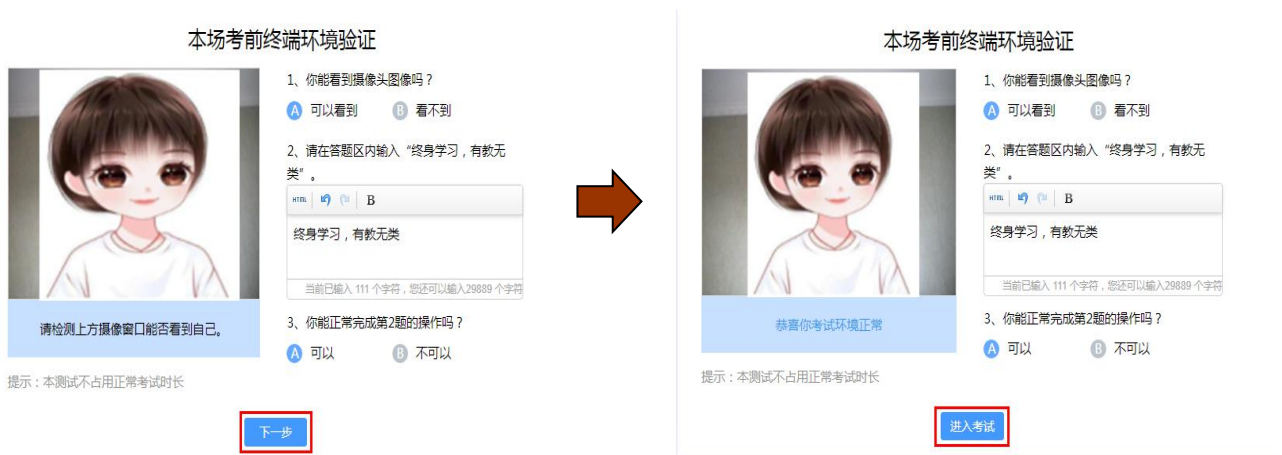 本场考前终端环境验证
1、你能看到摄像头图像吗？
A 可以看到 B 看不到
2、请在答题区内输入“终身学习，有教无
类”。
HTML B
终身学习，有教无类
当前已输入 111 个字符，您还可以输入29889 个字符
请检测上方摄像窗口能否看到自己。
3、你能正常完成第2题的操作吗？
A 可以 B 不可以
提示：本测试不占用正常考试时长
下一步
本场考前终端环境验证
1、你能看到摄像头图像吗？
A 可以看到 B 看不到
2、请在答题区内输入“终身学习，有教无
类”。
HTML B
终身学习，有教无类
当前已输入 111 个字符，您还可以输入29889 个字符
恭喜你考试环境正常
3、你能正常完成第2题的操作吗？
A 可以 B 不可以
提示：本测试不占用正常考试时长
进入考试